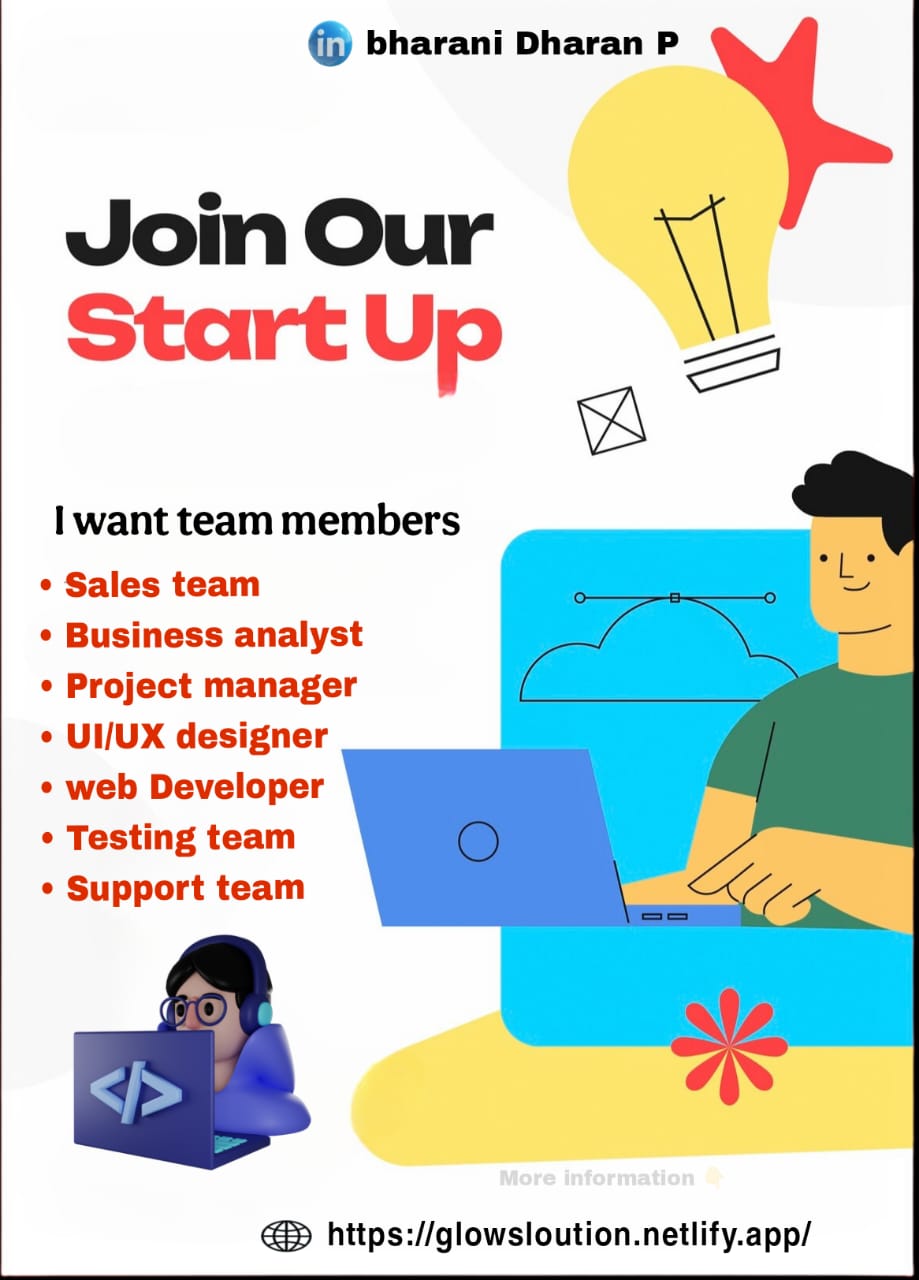 in bharani Dharan P
Join Our
Start Up
I want team members
• Sales team
• Business analyst
• Project manager
• UI/UX designer
• web Developer
• Testing team
• Support team
</>
More information 👇
https://glowsloution.netlify.app/